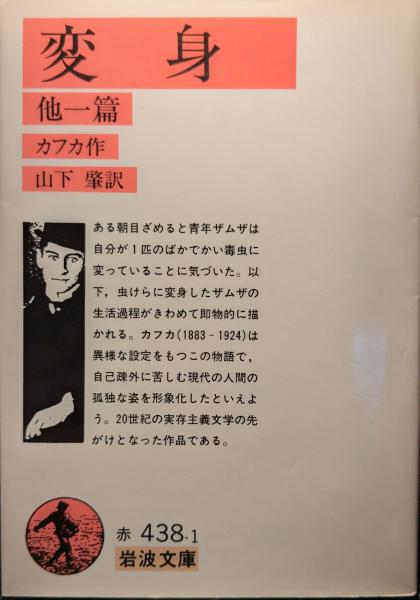 変身
他一篇
カフカ作
山下 肇訳
ある朝目ざめると青年ザムザは
自分が1匹のばかでかい毒虫に
変っていることに気づいた。以
下，虫けらに変身したザムザの
生活過程がきわめて即物的に描
かれる。カフカ(1883‐1924)は
異様な設定をもつこの物語で，
自己疎外に苦しむ現代の人間の
孤独な姿を形象化したといえよ
う。20世紀の実存主義文学の先
がけとなった作品である。
赤 438-1
岩波文庫